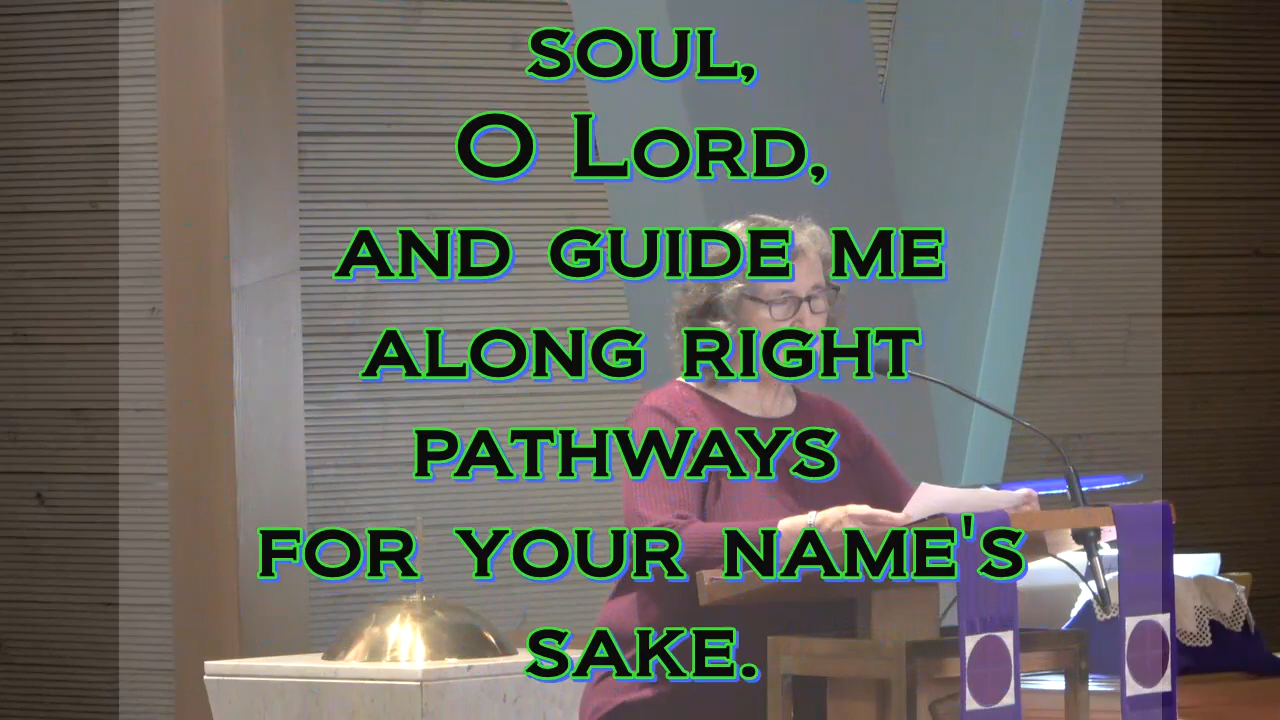 SOUL,
O LORD,
AND GUIDE ME
ALONG RIGHT
PATHWAYS
FOR YOUR NAME'S
SAKE.